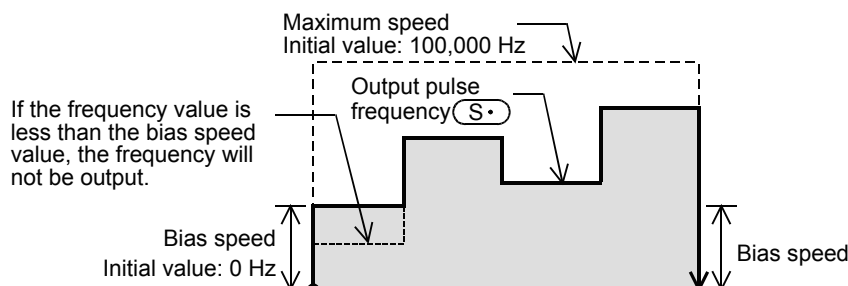 Maximum speed
Initial value: 100,000 Hz
Output pulse
frequency S·
If the frequency value is
less than the bias speed
value, the frequency will
not be output.
Bias speed
Initial value: 0 Hz
Bias speed